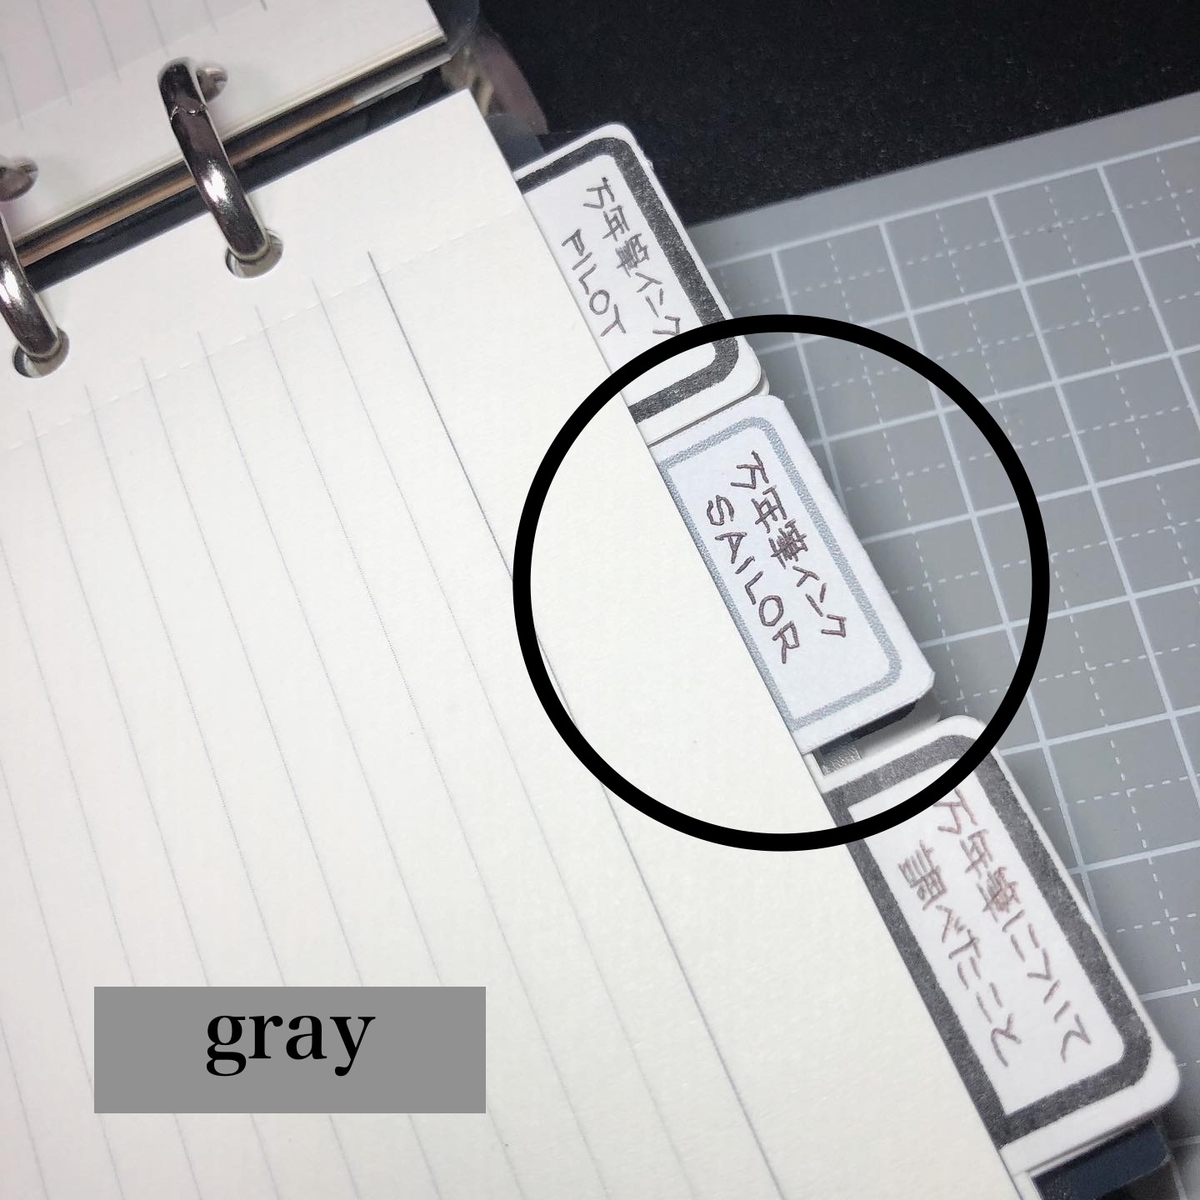 万年筆インク
PILOT
万年筆インク
SAILOR
万年筆について
調べたこと
gray